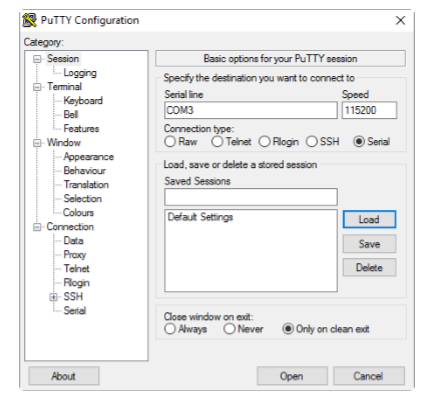 PuTTY Configuration
Category:
Session
Logging
Terminal
Keyboard
Bell
Features
Window
Appearance
Behaviour
Translation
Selection
Colours
Connection
Data
Proxy
Telnet
Rlogin
SSH
Serial
Basic options for your PuTTY session
Specify the destination you want to connect to
Serial line Speed
COM3 115200
Connection type:
Raw Telnet Rlogin SSH Serial
Load, save or delete a stored session
Saved Sessions
Default Settings
Load
Save
Delete
Close window on exit:
Always Never Only on clean exit
About Open Cancel